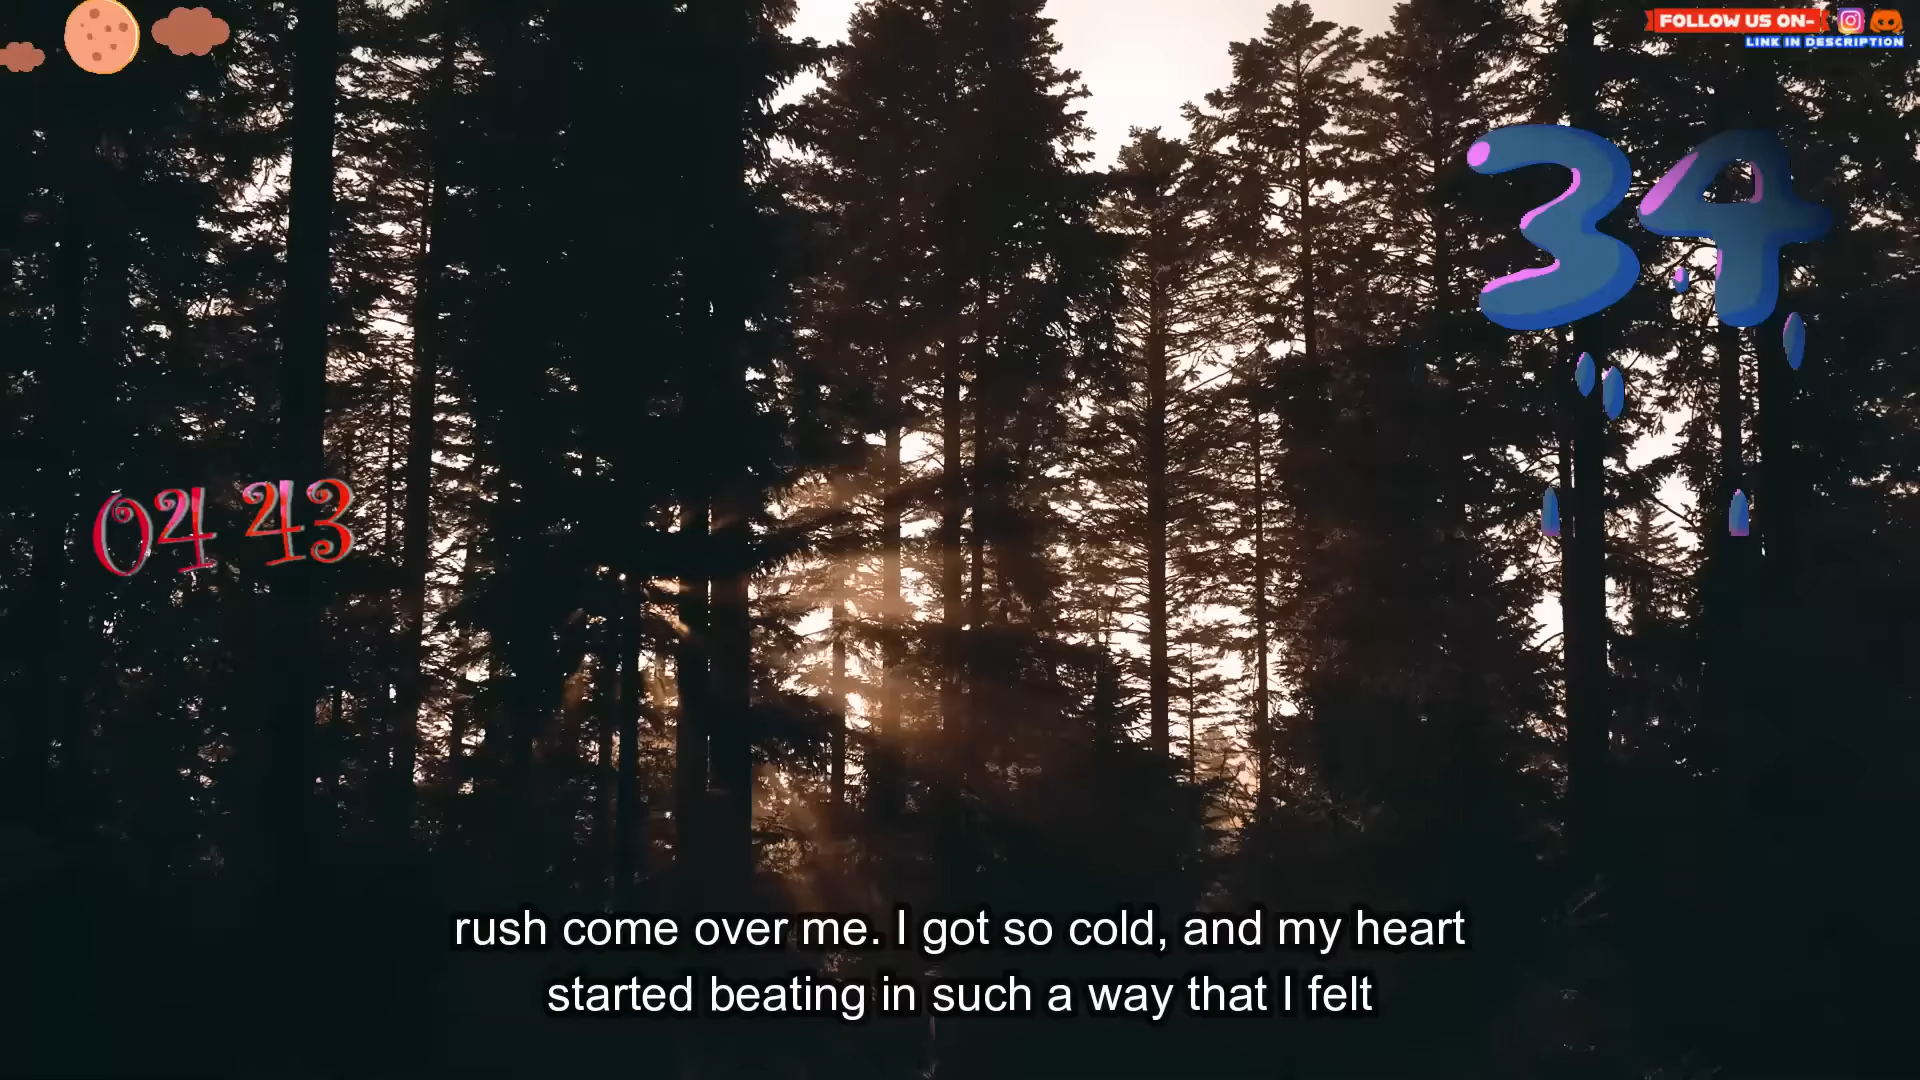 FOLLOW US ON-
LINK IN DESCRIPTION
34
04 43
rush come over me. I got so cold, and my heart
started beating in such a way that I felt